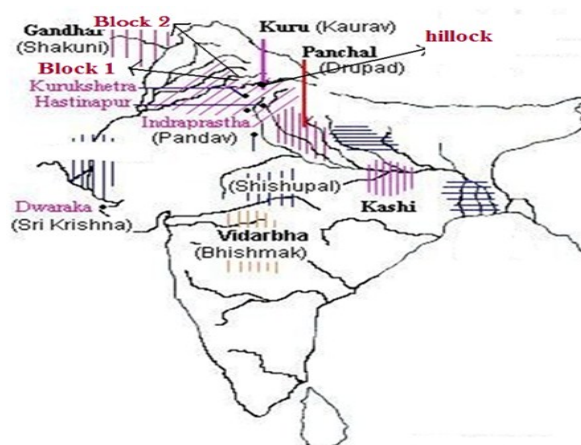 Block 2
Gandhar
(Shakuni)
Kuru (Kaurav)
hillock
Panchal
(Drupad)
Block 1
Kurukshetra
Hastinapur
Indraprastha
(Pandav)
(Shishupal)
Kashi
Dwaraka
(Sri Krishna)
Vidarbha
(Bhishmak)